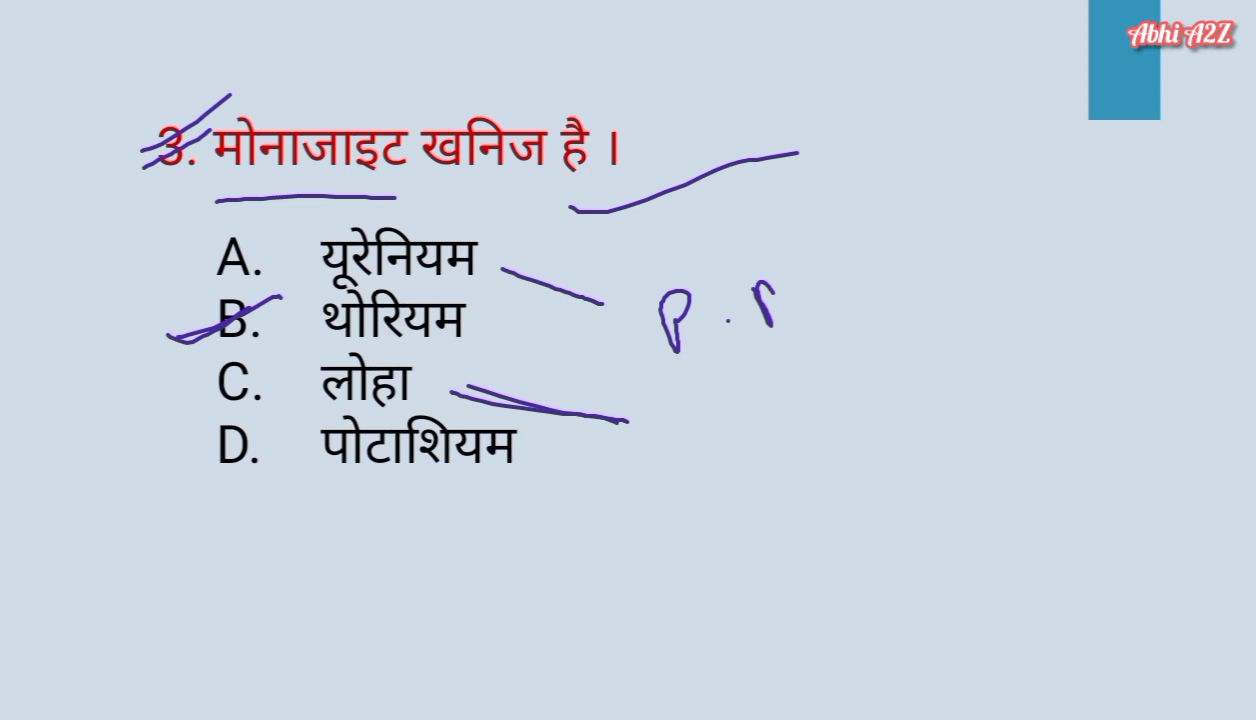 Abhi A2Z
3. मोनाजाइट खनिज है ।
A. यूरेनियम
B. थोरियम
P.
C. लोहा
D. पोटाशियम